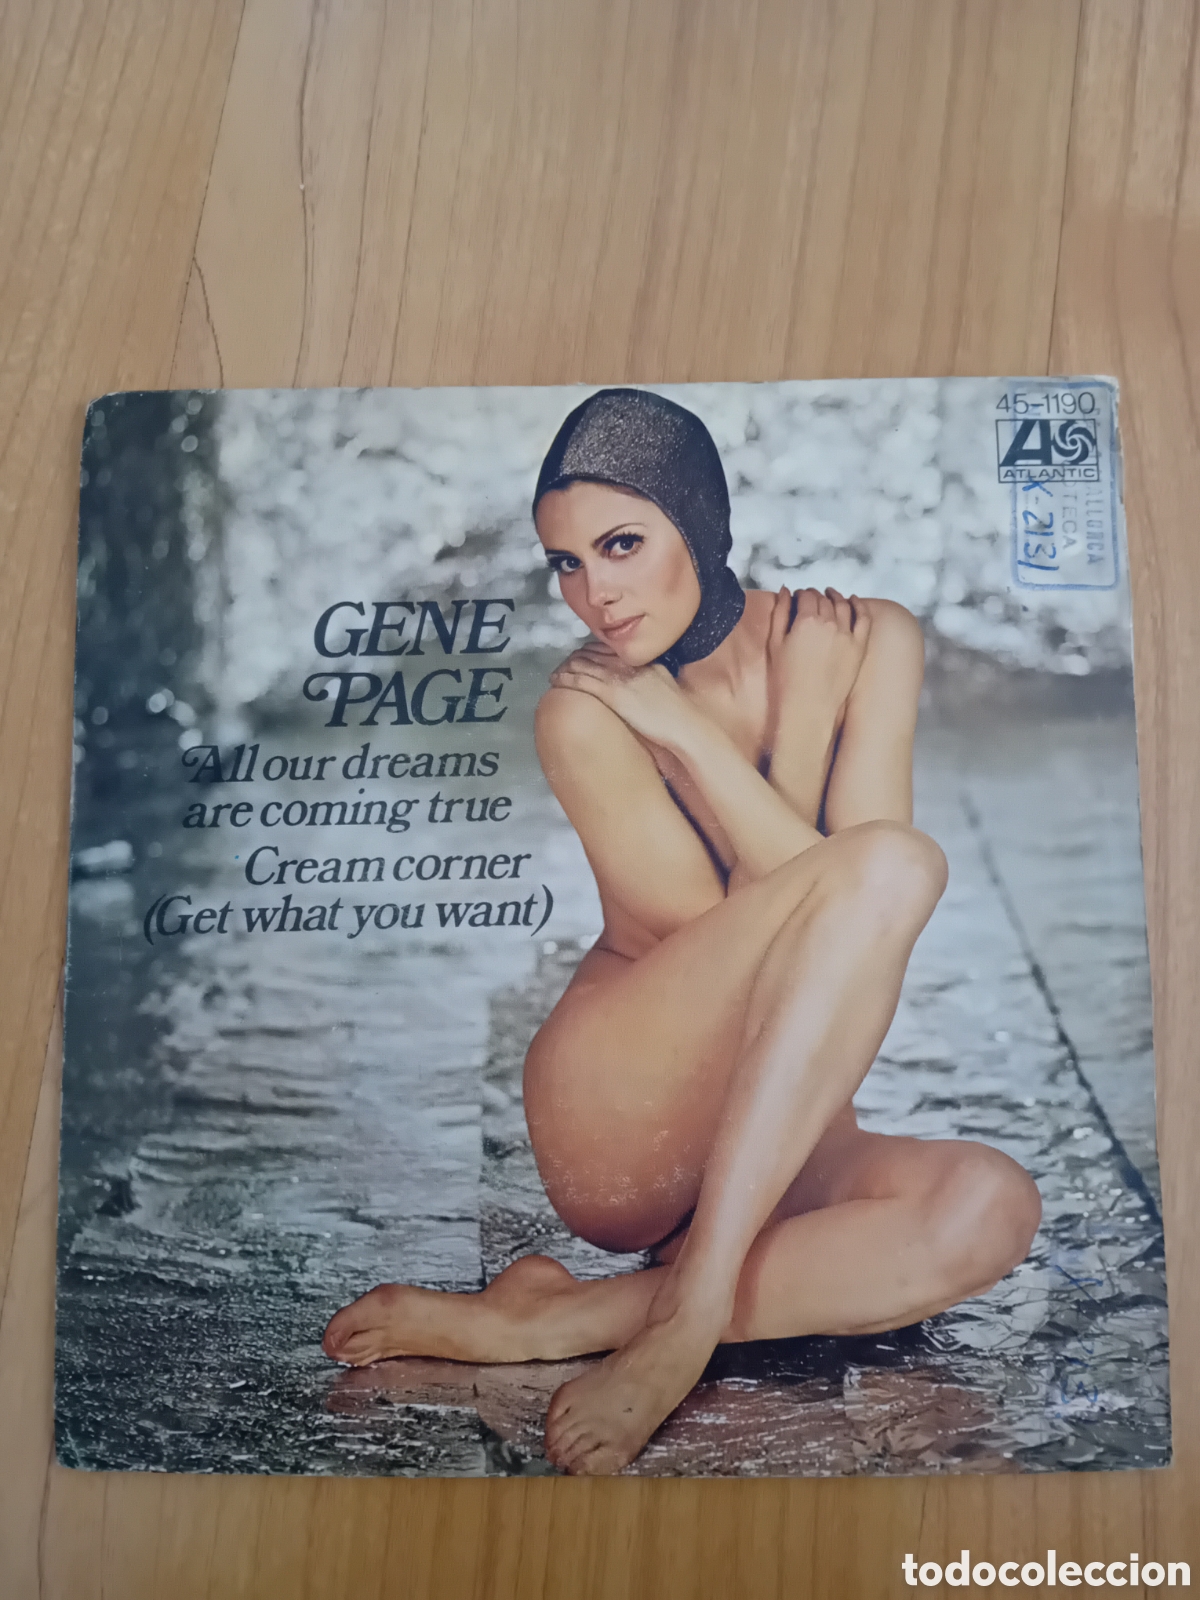 45-1190
ATLANTIC
K-2131
GENE
PAGE
All our dreams
are coming true
Cream corner
(Get what you want)
todocoleccion